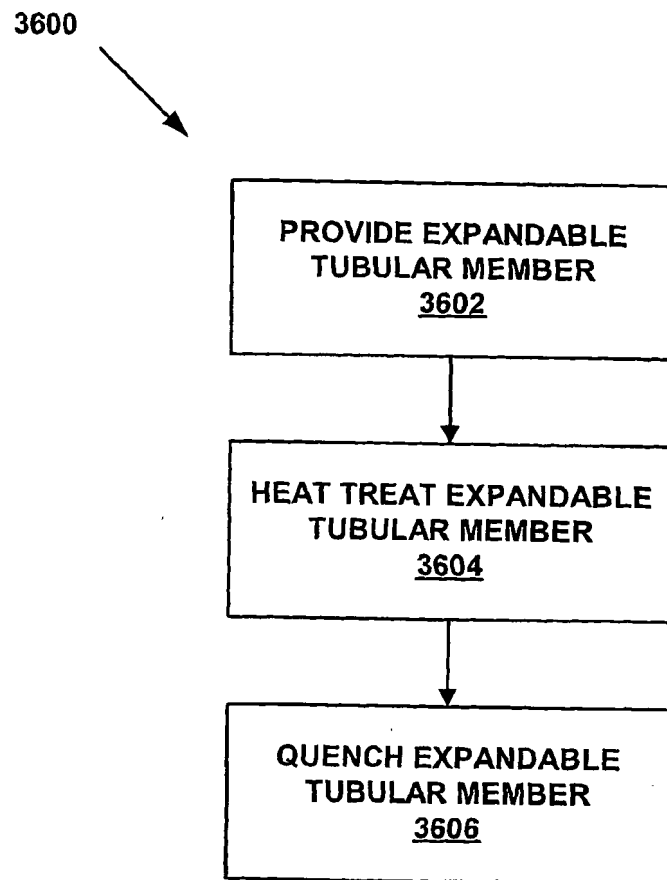 3600
PROVIDE EXPANDABLE
TUBULAR MEMBER
3602
HEAT TREAT EXPANDABLE
TUBULAR MEMBER
3604
QUENCH EXPANDABLE
TUBULAR MEMBER
3606